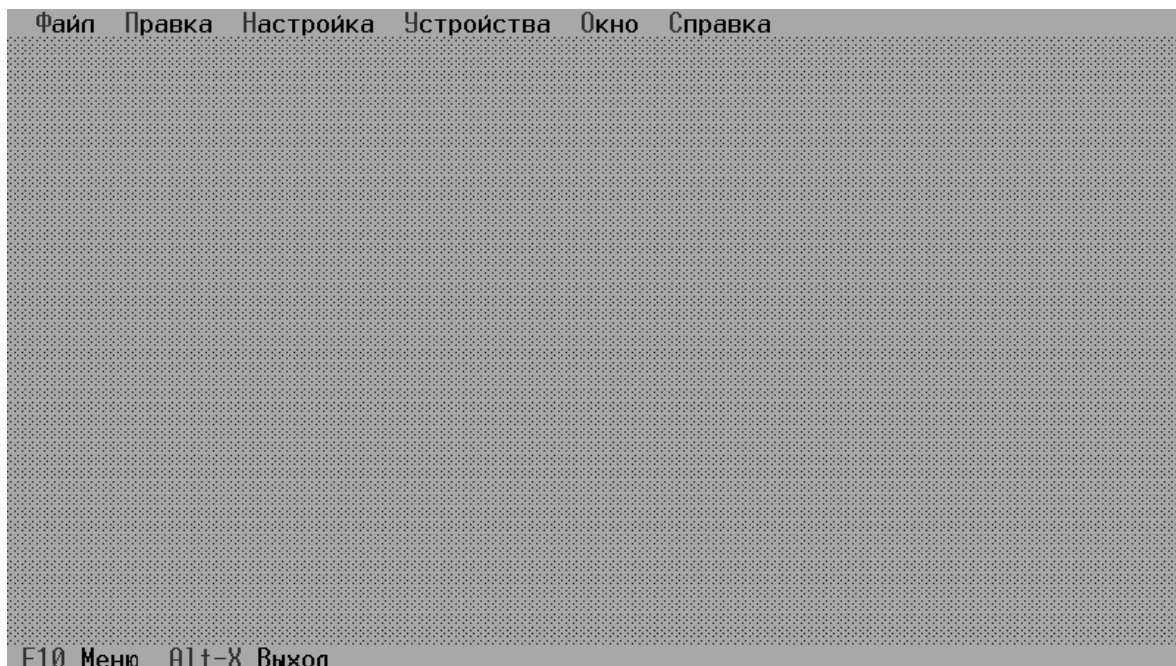 Файл Правка Настройка Устройства Окно Справка
F10 Меню Alt-X Выход